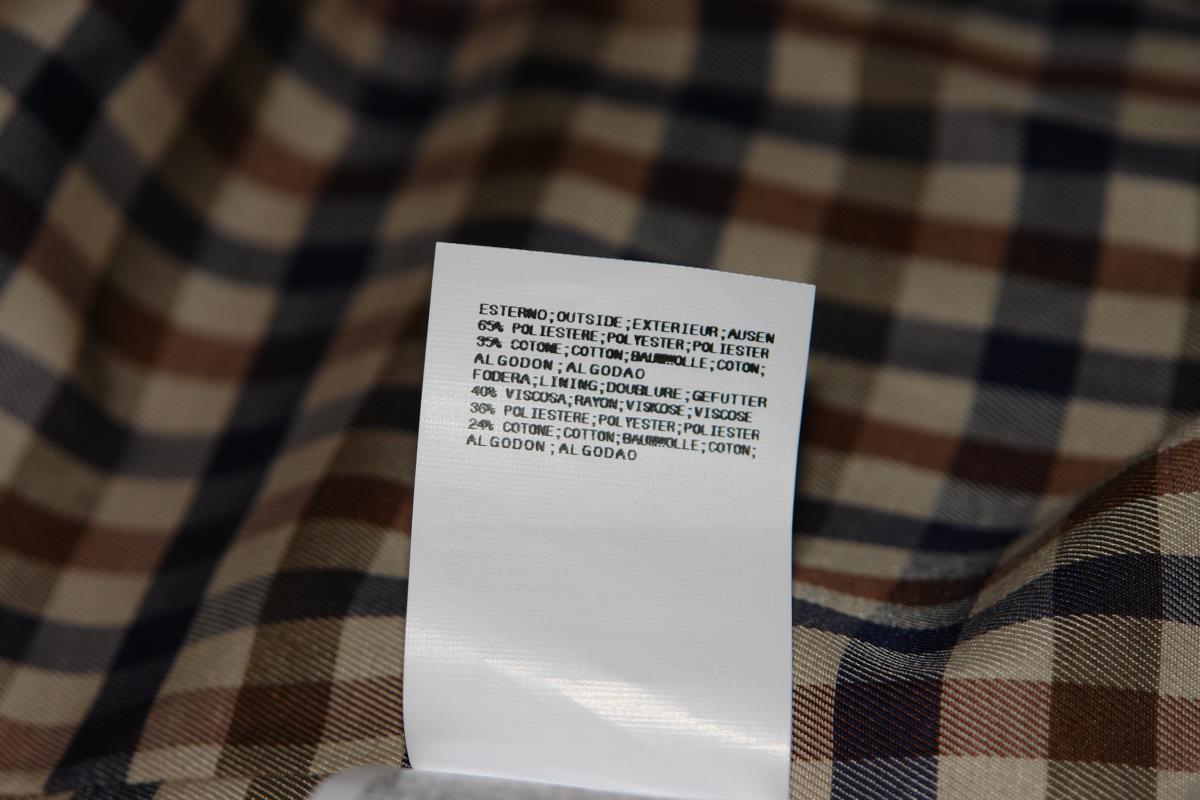 ESTERNO;OUTSIDE;EXTERIEUR;AUSEN
65% POLIESTERE;POLYESTER;POLIESTER
35% COTONE;COTTON;BAUMWOLLE;COTON;
ALGODON;ALGODAO
FODERA;LINING;DOUBLURE;GEFUTTER
40% VISCOSA;RAYON;VISKOSE;VISCOSE
36% POLIESTERE;POLYESTER;POLIESTER
24% COTONE;COTTON;BAUMWOLLE;COTON;
ALGODON;ALGODAO